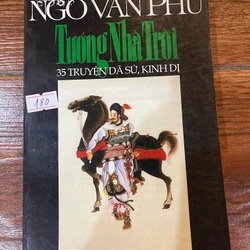 NGÔ VĂN PHÚ
Tướng Nhà Trời
35 TRUYỆN DÃ SỬ, KINH DỊ
180